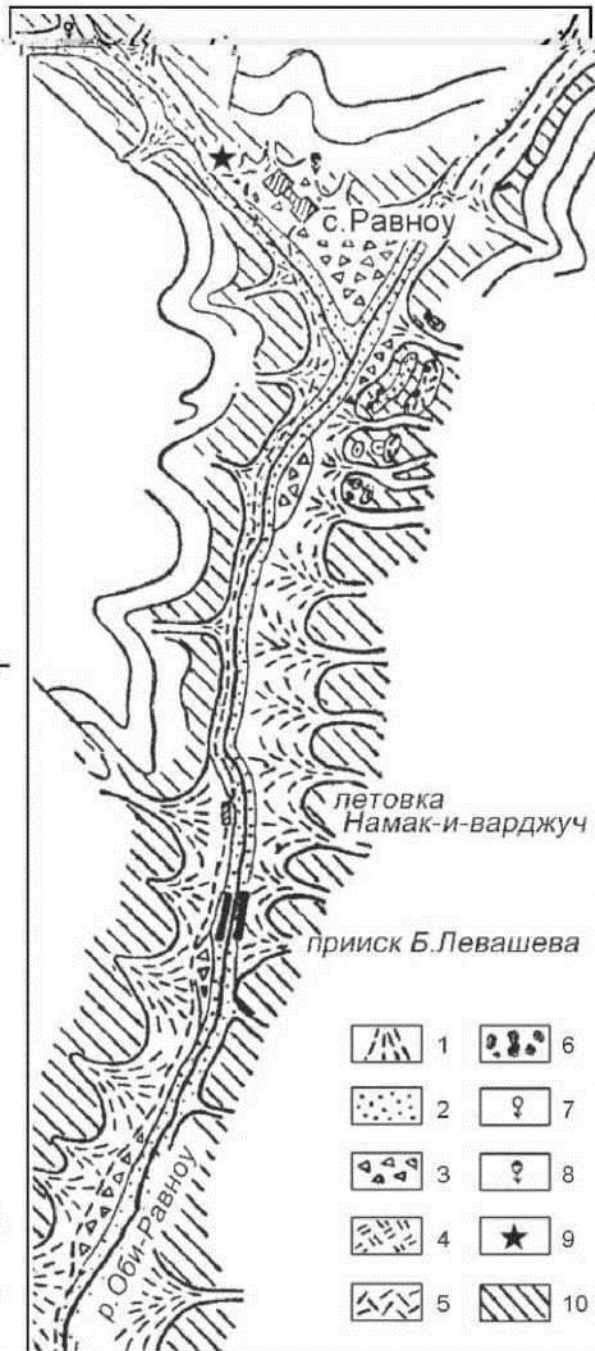 с.Равноу
летовка
Намак-и-варджуч
прииск Б.Левашева
р. Оби-Равноу
1 6
2 7
3 8
4 9
5 10